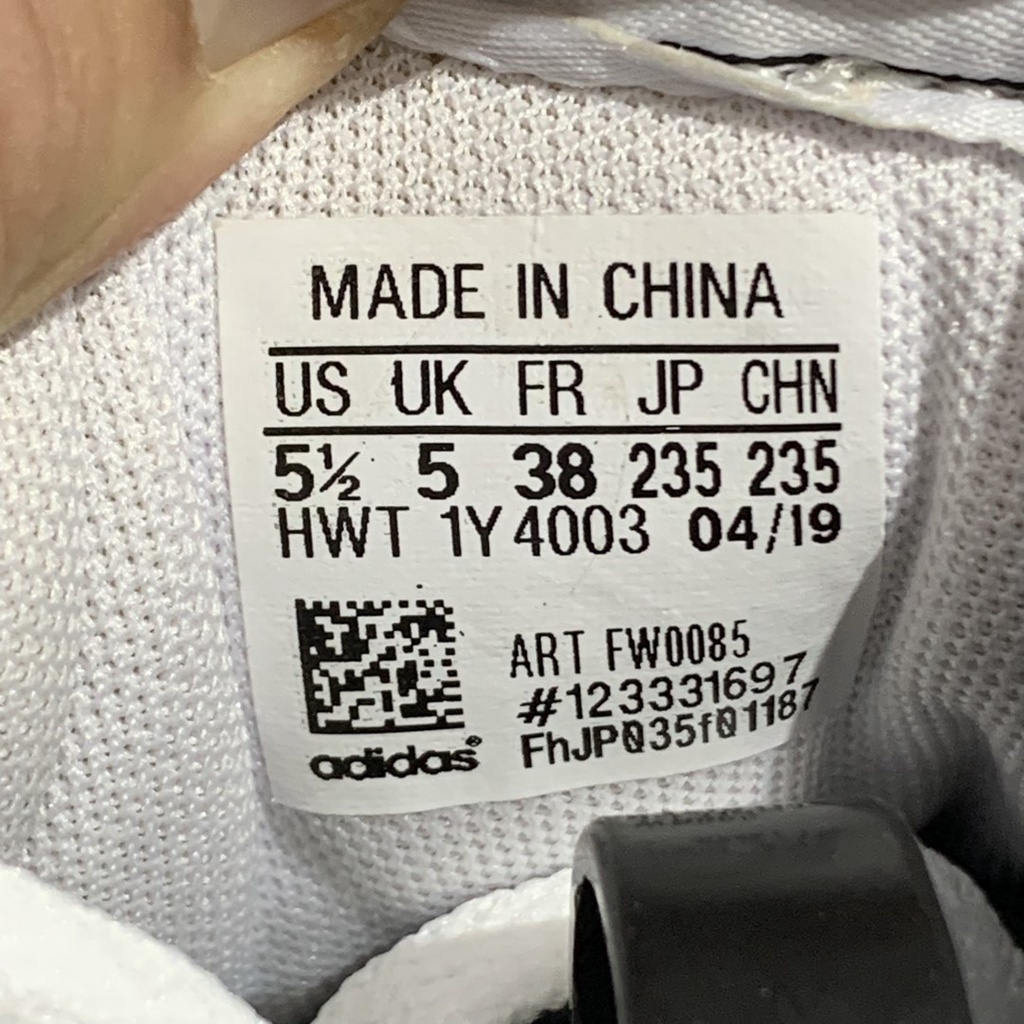 MADE IN CHINA
US UK FR JP CHN
5½ 5 38 235 235
HWT 1Y4003 04/19
ART FW0085
#123331697
FhJP035f01187
adidas®